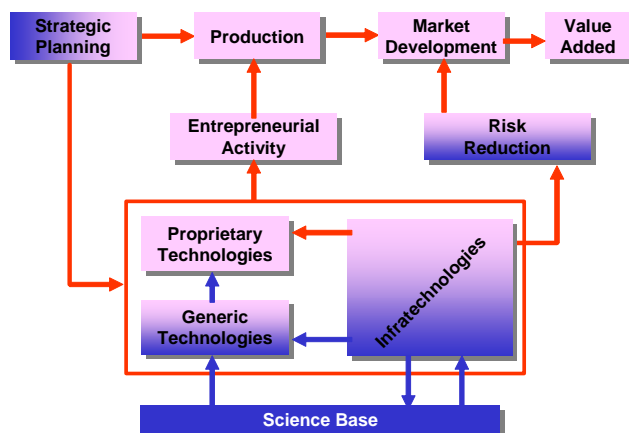 Strategic
Planning
Production
Market
Development
Value
Added
Entrepreneurial
Activity
Risk
Reduction
Proprietary
Technologies
Infratechnologies
Generic
Technologies
Science Base